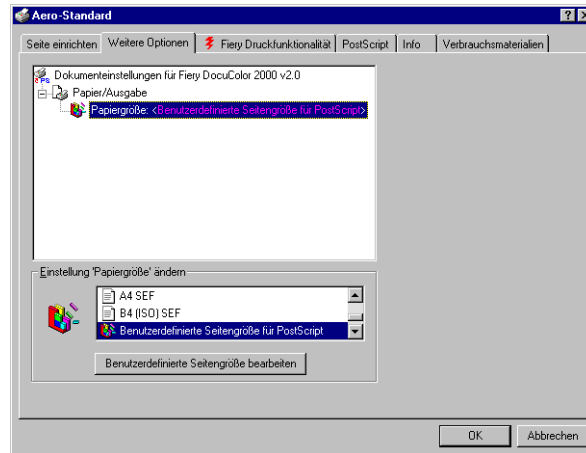 Aero-Standard
Seite einrichten Weitere Optionen Fiery Druckfunktionalität PostScript Info Verbrauchsmaterialien
Dokumenteinstellungen für Fiery DocuColor 2000 v2.0
Papier/Ausgabe
Papiergröße: <Benutzerdefinierte Seitengröße für PostScript>
Einstellung 'Papiergröße' ändern
A4 SEF
B4 (ISO) SEF
Benutzerdefinierte Seitengröße für PostScript
Benutzerdefinierte Seitengröße bearbeiten
OK Abbrechen